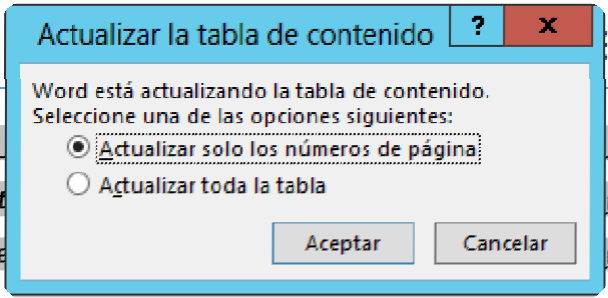 Actualizar la tabla de contenido ? x
Word está actualizando la tabla de contenido.
Seleccione una de las opciones siguientes:
Actualizar solo los números de página
Actualizar toda la tabla
Aceptar Cancelar